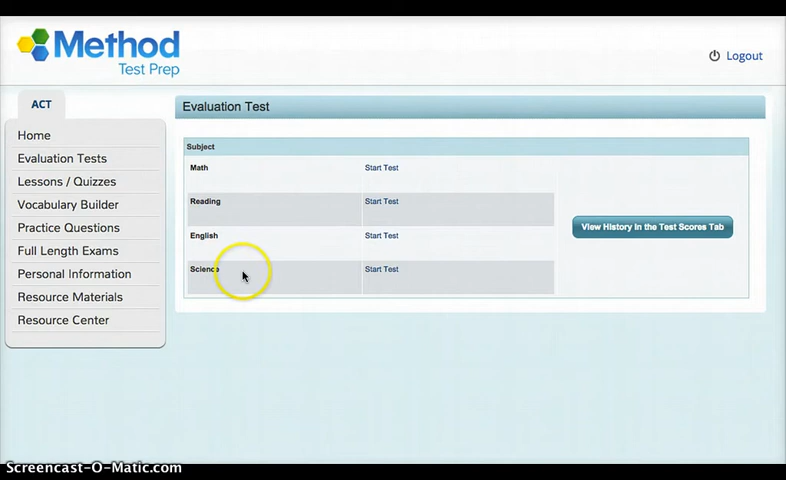 Method
Test Prep
Logout
ACT
Home
Evaluation Tests
Lessons / Quizzes
Vocabulary Builder
Practice Questions
Full Length Exams
Personal Information
Resource Materials
Resource Center
Evaluation Test
Subject
Math Start Test
Reading Start Test
English Start Test
Science Start Test
View History in the Test Scores Tab
Screencast-O-Matic.com